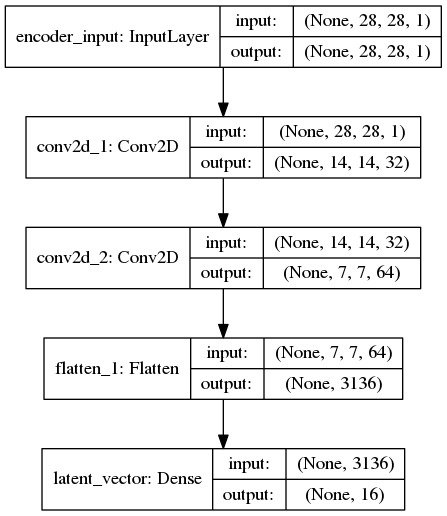 encoder_input: InputLayer
input: (None, 28, 28, 1)
output: (None, 28, 28, 1)
conv2d_1: Conv2D
input: (None, 28, 28, 1)
output: (None, 14, 14, 32)
conv2d_2: Conv2D
input: (None, 14, 14, 32)
output: (None, 7, 7, 64)
flatten_1: Flatten
input: (None, 7, 7, 64)
output: (None, 3136)
latent_vector: Dense
input: (None, 3136)
output: (None, 16)